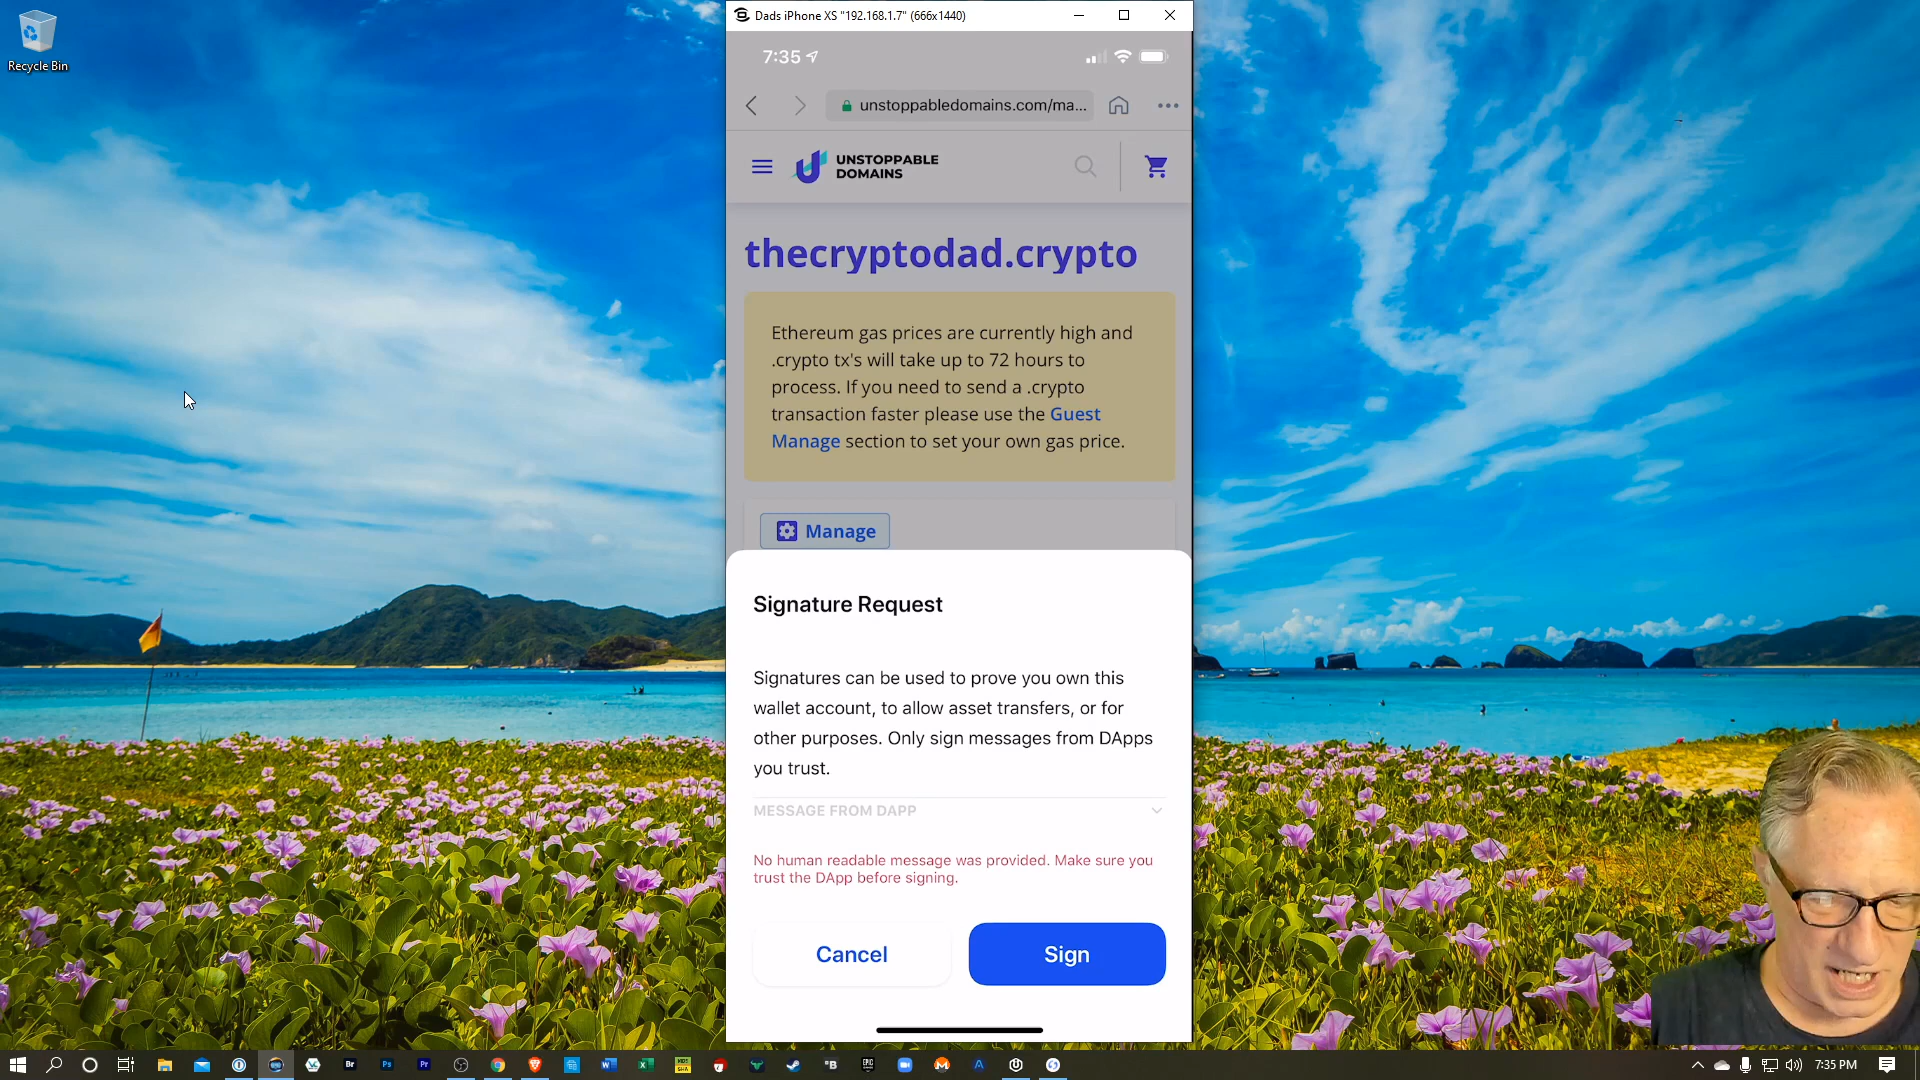 Recycle Bin
Dads iPhone XS "192.168.1.7" (666x1440)
7:35
unstoppabledomains.com/ma...
UNSTOPPABLE
DOMAINS
thecryptodad.crypto
Ethereum gas prices are currently high and
.crypto tx's will take up to 72 hours to
process. If you need to send a .crypto
transaction faster please use the Guest
Manage section to set your own gas price.
Manage
Signature Request
Signatures can be used to prove you own this
wallet account, to allow asset transfers, or for
other purposes. Only sign messages from DApps
you trust.
MESSAGE FROM DAPP
No human readable message was provided. Make sure you
trust the DApp before signing.
Cancel
Sign
Br
Ps
Pr
7:35 PM